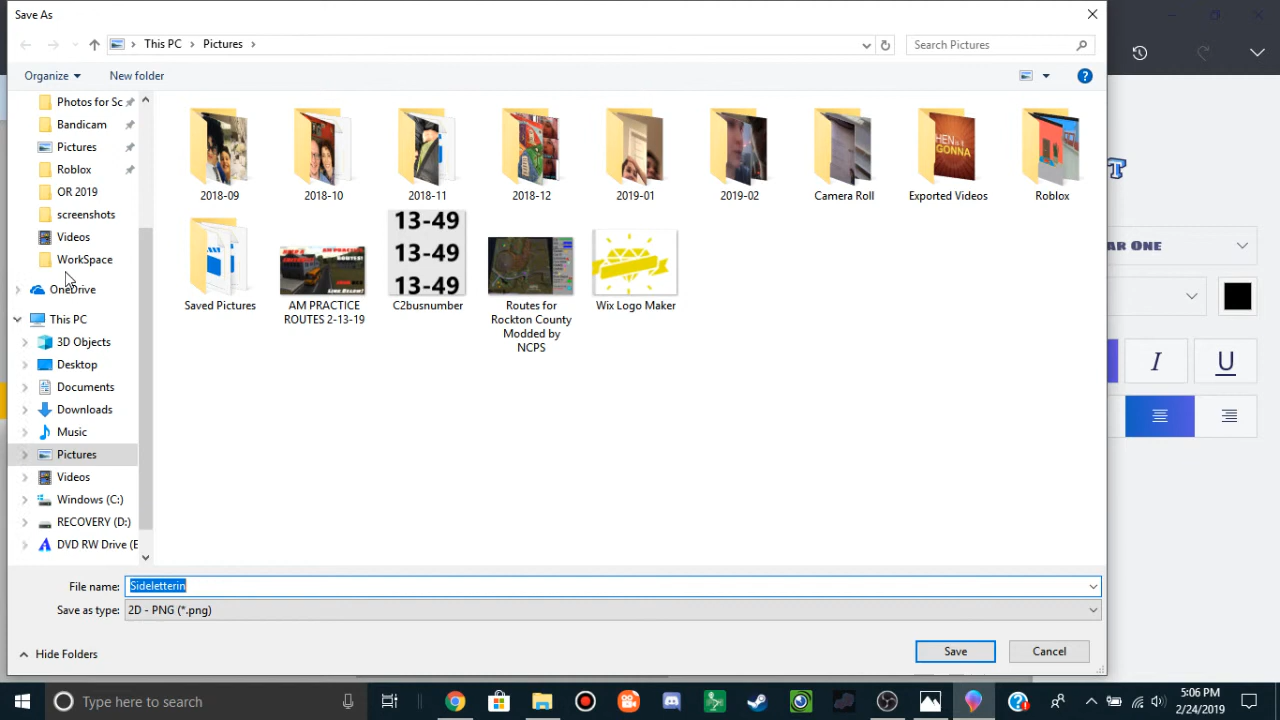 Save As
This PC
Pictures
Search Pictures
Organize
New folder
Photos for Sc
Bandicam
Pictures
Roblox
OR 2019
screenshots
Videos
WorkSpace
OneDrive
This PC
3D Objects
Desktop
Documents
Downloads
Music
Pictures
Videos
Windows (C:)
RECOVERY (D:)
DVD RW Drive (E
2018-09
2018-10
2018-11
2018-12
2019-01
2019-02
Camera Roll
HEN
GONNA
Exported Videos
Roblox
Saved Pictures
AM PRACTICE
ROUTES 2-13-19
13-49
13-49
13-49
C2busnumber
Routes for
Rockton County
Modded by
NCPS
Wix Logo Maker
T
AR ONE
I
U
File name:
Sideletterin
Save as type:
2D - PNG (*.png)
Hide Folders
Save
Cancel
Type here to search
5:06 PM
2/24/2019